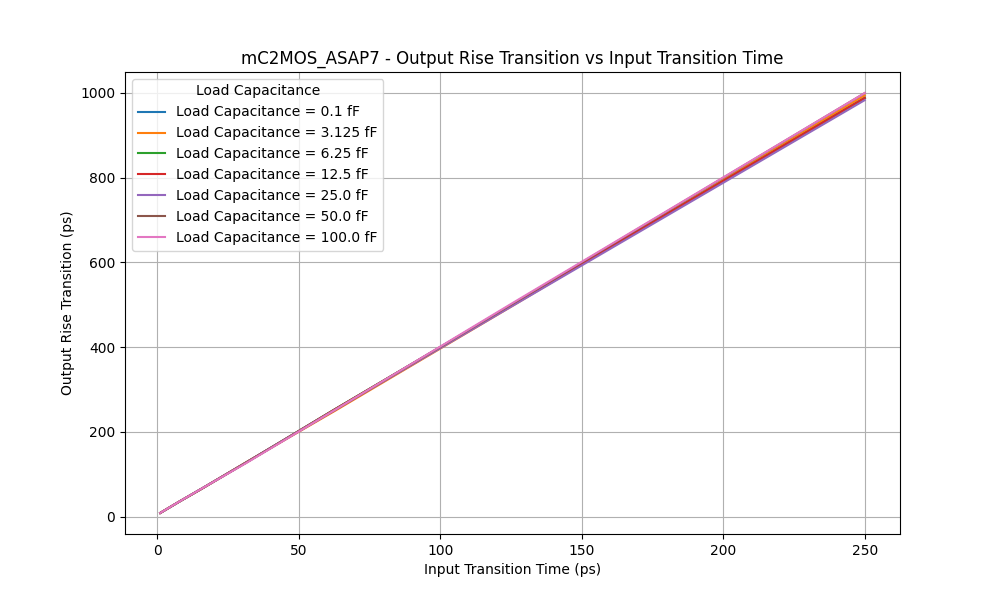 mC2MOS_ASAP7 - Output Rise Transition vs Input Transition Time
Load Capacitance
Load Capacitance = 0.1 fF
Load Capacitance = 3.125 fF
Load Capacitance = 6.25 fF
Load Capacitance = 12.5 fF
Load Capacitance = 25.0 fF
Load Capacitance = 50.0 fF
Load Capacitance = 100.0 fF
Output Rise Transition (ps)
1000
800
600
400
200
0
0 50 100 150 200 250
Input Transition Time (ps)